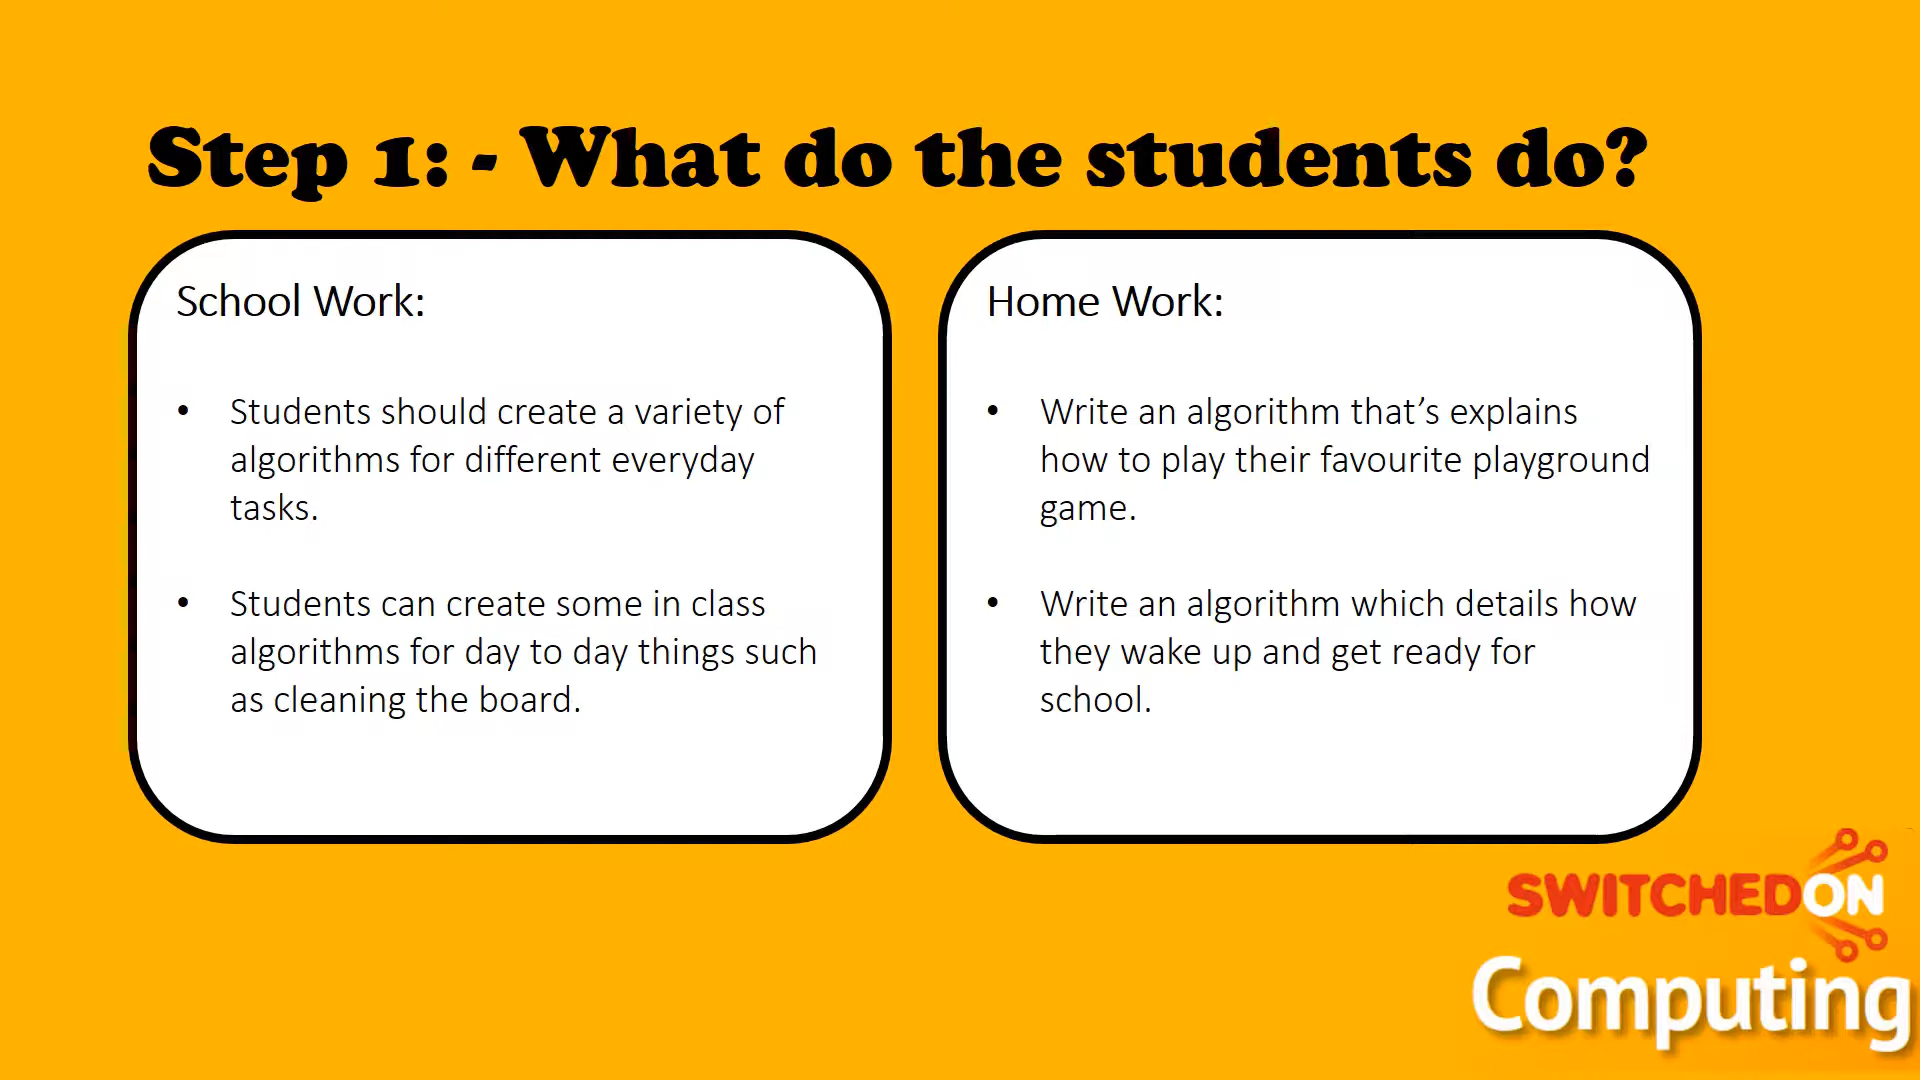 Step 1: - What do the students do?
School Work:
• Students should create a variety of
algorithms for different everyday
tasks.
• Students can create some in class
algorithms for day to day things such
as cleaning the board.
Home Work:
• Write an algorithm that’s explains
how to play their favourite playground
game.
• Write an algorithm which details how
they wake up and get ready for
school.
SWITCHEDON
Computing